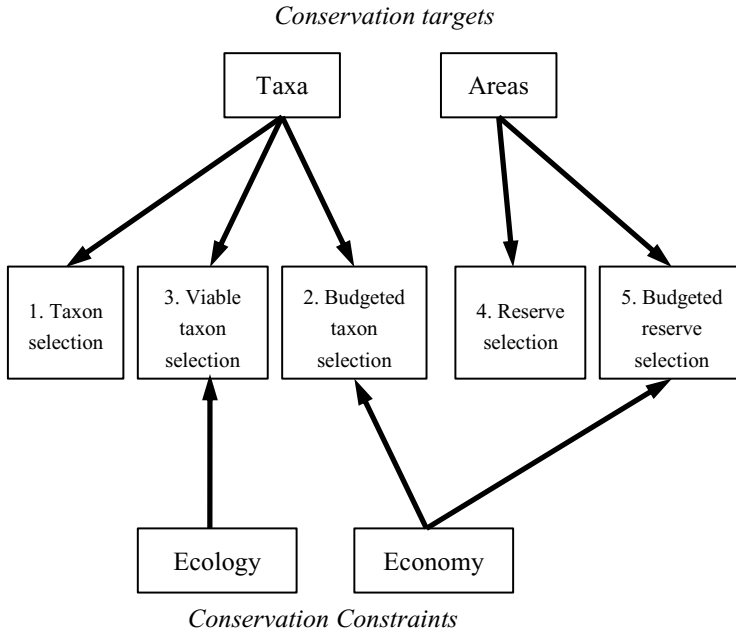 Conservation targets
Taxa
Areas
1. Taxon
selection
3. Viable
taxon
selection
2. Budgeted
taxon
selection
4. Reserve
selection
5. Budgeted
reserve
selection
Ecology
Economy
Conservation Constraints